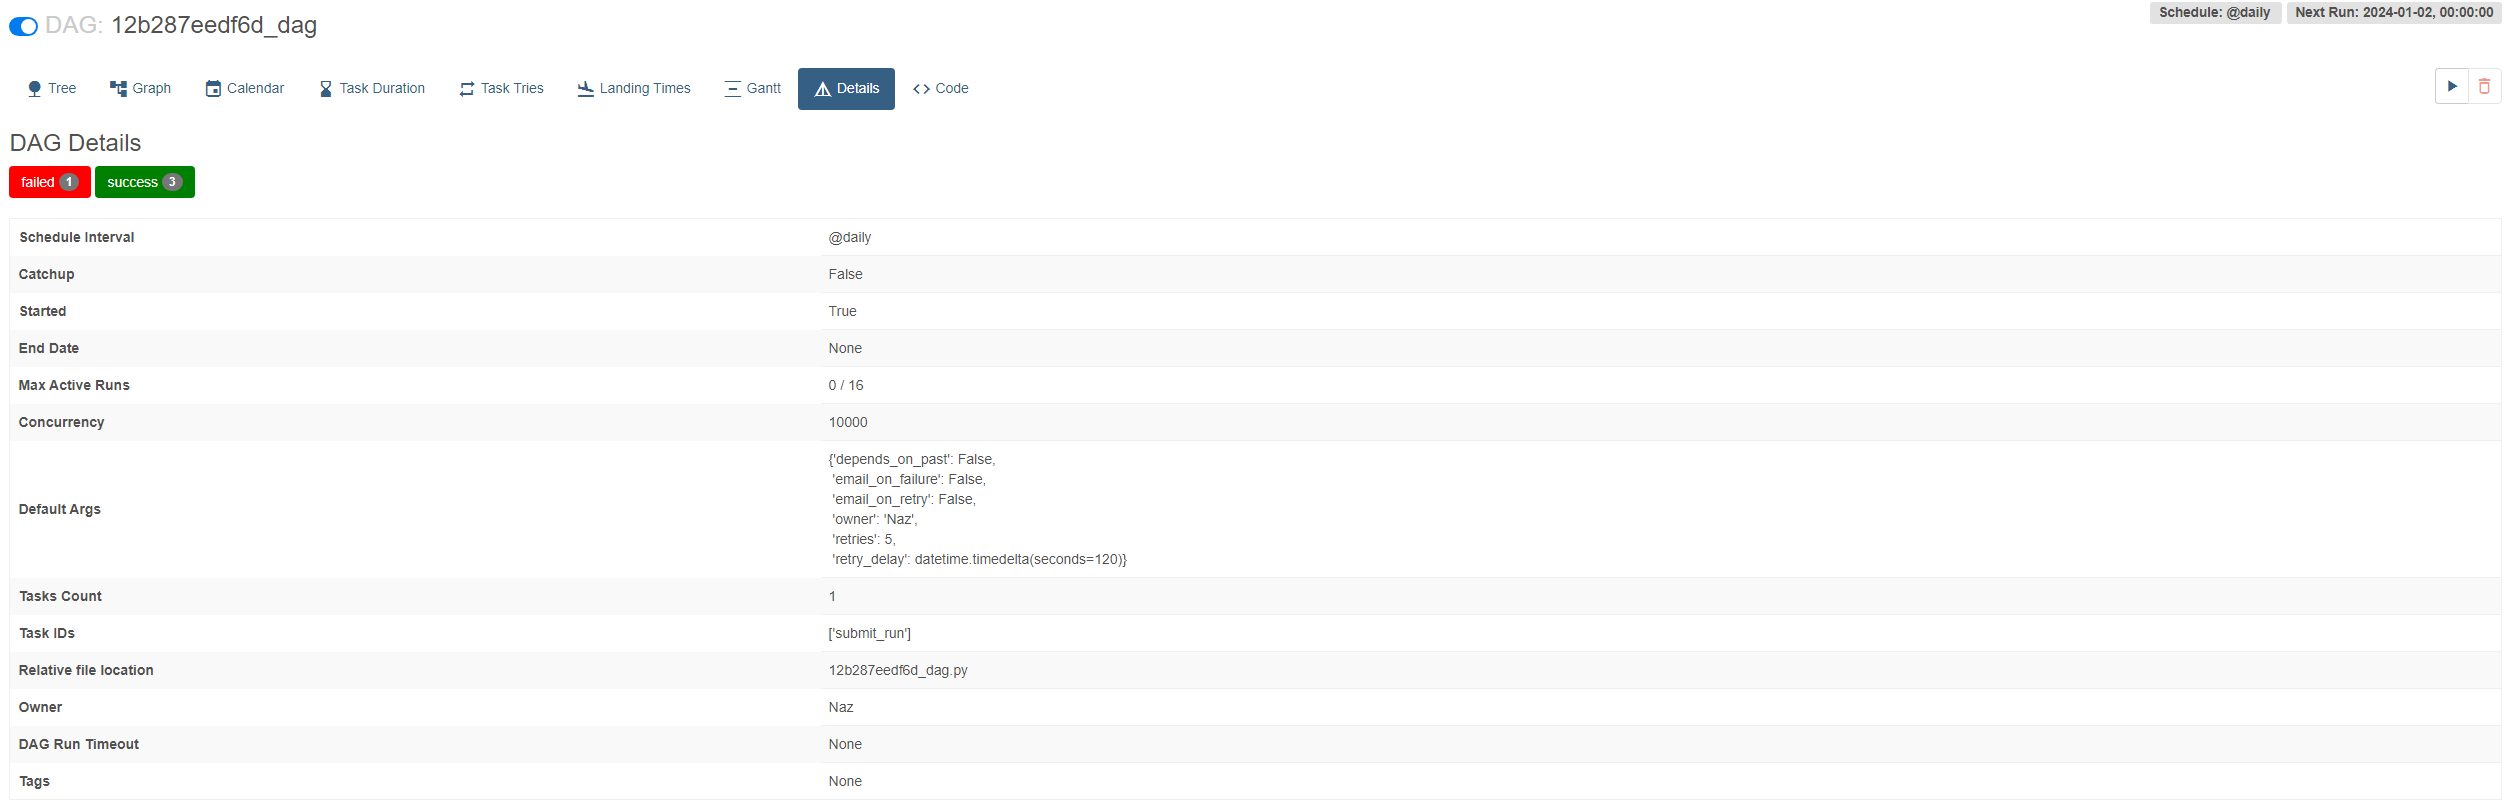 DAG: 12b287eedf6d_dag
Schedule: @daily
Next Run: 2024-01-02, 00:00:00
Tree
Graph
Calendar
Task Duration
Task Tries
Landing Times
Gantt
Details
Code
DAG Details
failed 1
success 3
Schedule Interval @daily
Catchup False
Started True
End Date None
Max Active Runs 0 / 16
Concurrency 10000
Default Args
{'depends_on_past': False,
'email_on_failure': False,
'email_on_retry': False,
'owner': 'Naz',
'retries': 5,
'retry_delay': datetime.timedelta(seconds=120)}
Tasks Count 1
Task IDs ['submit_run']
Relative file location 12b287eedf6d_dag.py
Owner Naz
DAG Run Timeout None
Tags None